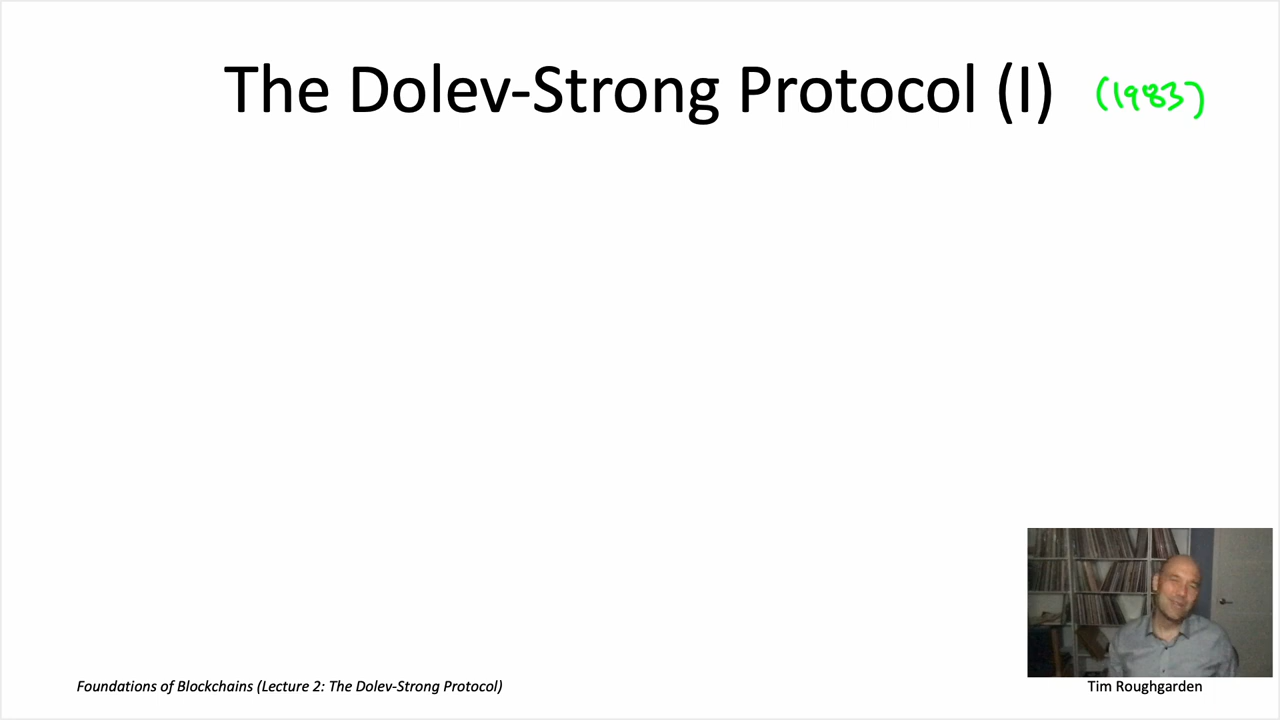 The Dolev-Strong Protocol (I) (1983)
Foundations of Blockchains (Lecture 2: The Dolev-Strong Protocol)
Tim Roughgarden